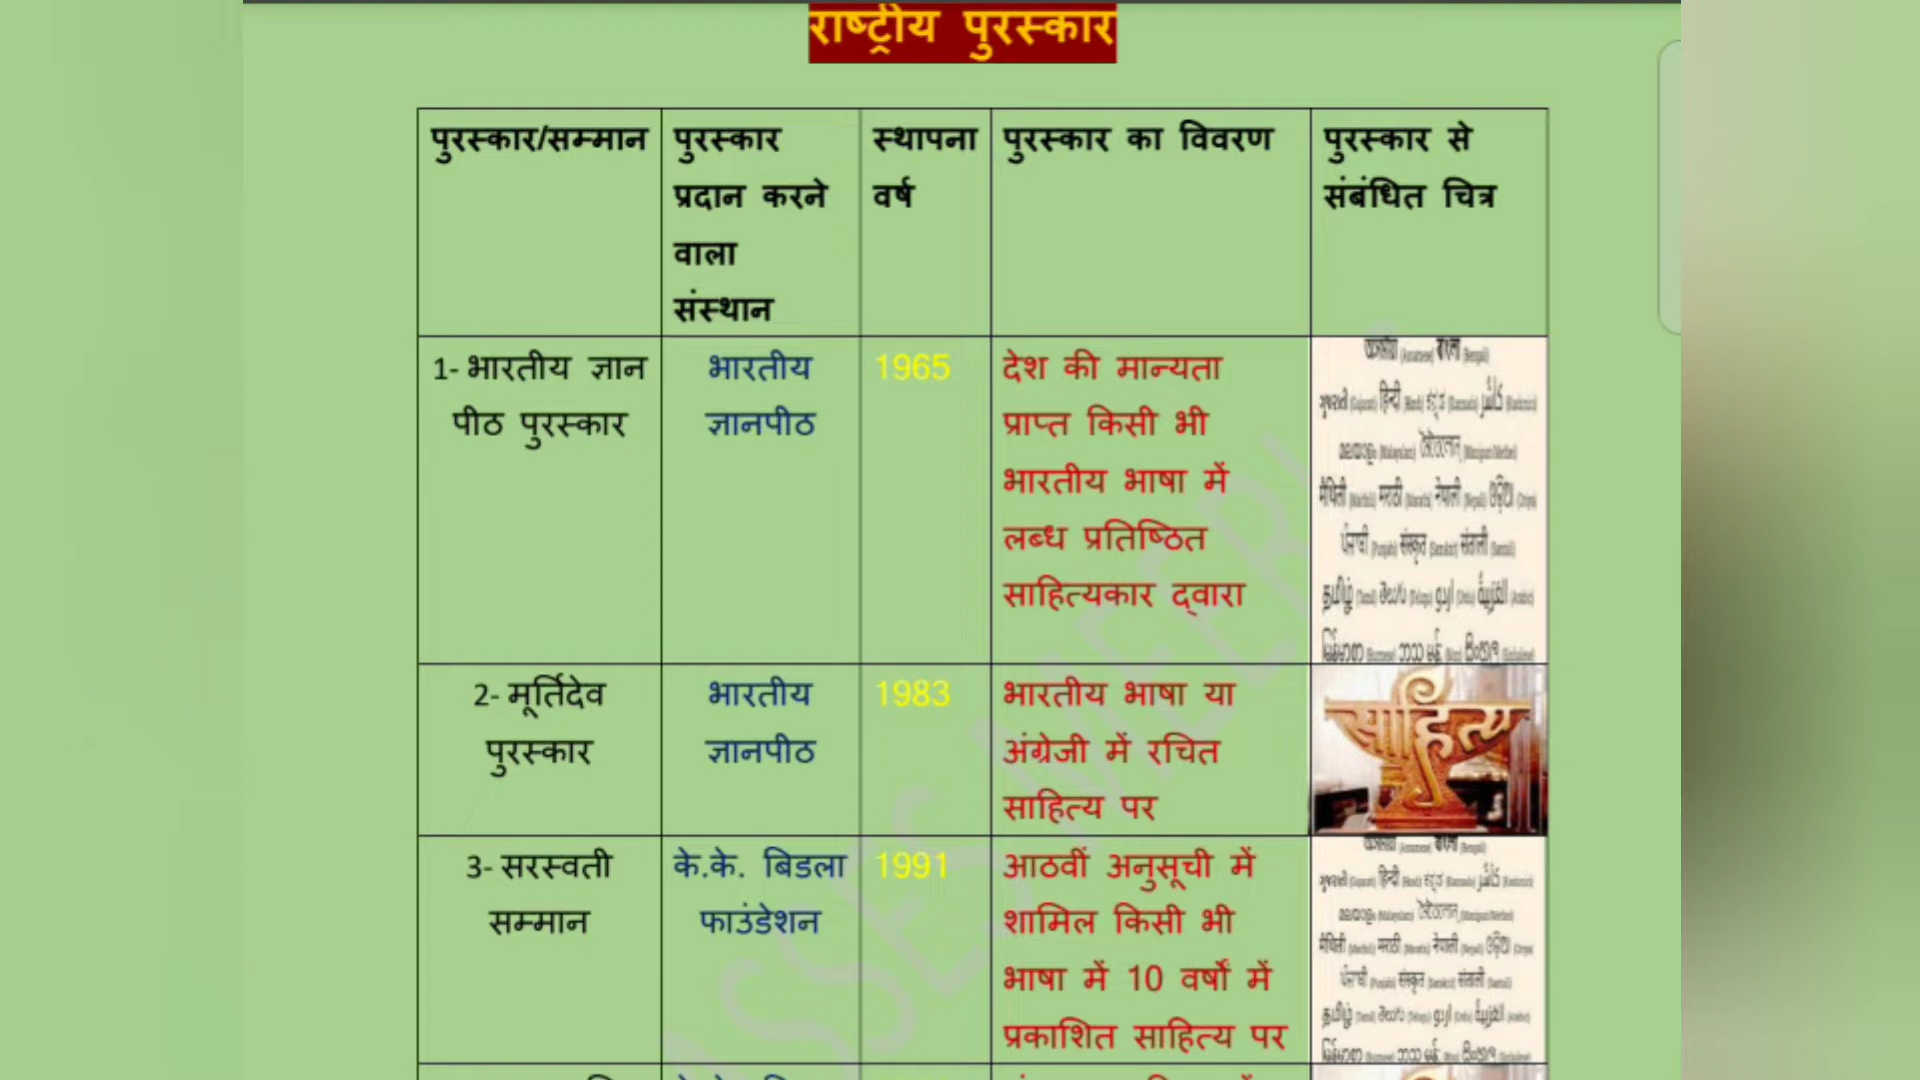 राष्ट्रीय पुरस्कार
पुरस्कार/सम्मान
पुरस्कार
प्रदान करने
वाला
संस्थान
स्थापना
वर्ष
पुरस्कार का विवरण
पुरस्कार से
संबंधित चित्र
1- भारतीय ज्ञान
पीठ पुरस्कार
भारतीय
ज्ञानपीठ
1965
देश की मान्यता
प्राप्त किसी भी
भारतीय भाषा में
लब्ध प्रतिष्ठित
साहित्यकार द्वारा
2- मूर्तिदेव
पुरस्कार
भारतीय
ज्ञानपीठ
1983
भारतीय भाषा या
अंग्रेजी में रचित
साहित्य पर
साहित्य
3- सरस्वती
सम्मान
के.के. बिडला
फाउंडेशन
1991
आठवीं अनुसूची में
शामिल किसी भी
भाषा में 10 वर्षों में
प्रकाशित साहित्य पर